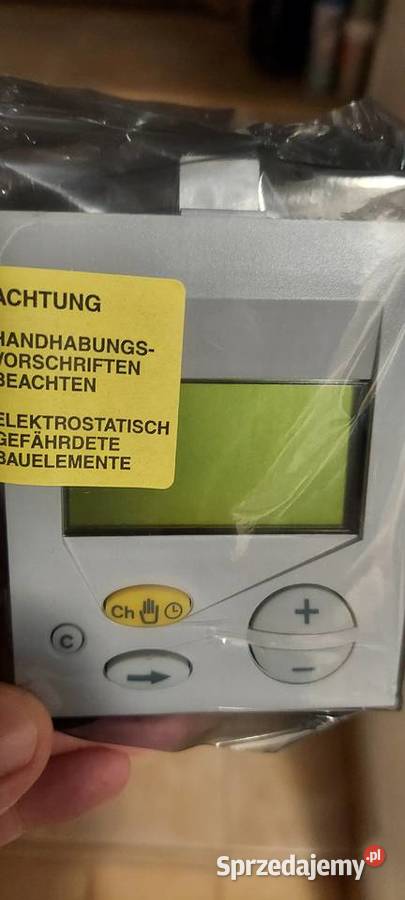 ACHTUNG
HANDHABUNGS-
VORSCHRIFTEN
BEACHTEN
ELEKTROSTATISCH
GEFÄHRDETE
BAUELEMENTE
Ch
C
+
-
Sprzedajemy.pl